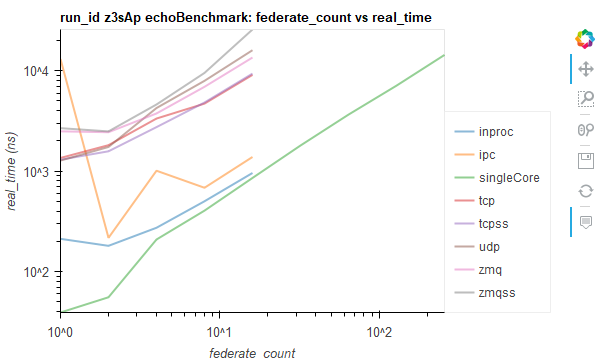 run_id z3sAp echoBenchmark: federate_count vs real_time
real_time (ns)
10^4
10^3
10^2
10^0
10^1
10^2
federate_count
inproc
ipc
singleCore
tcp
tcpss
udp
zmq
zmqss